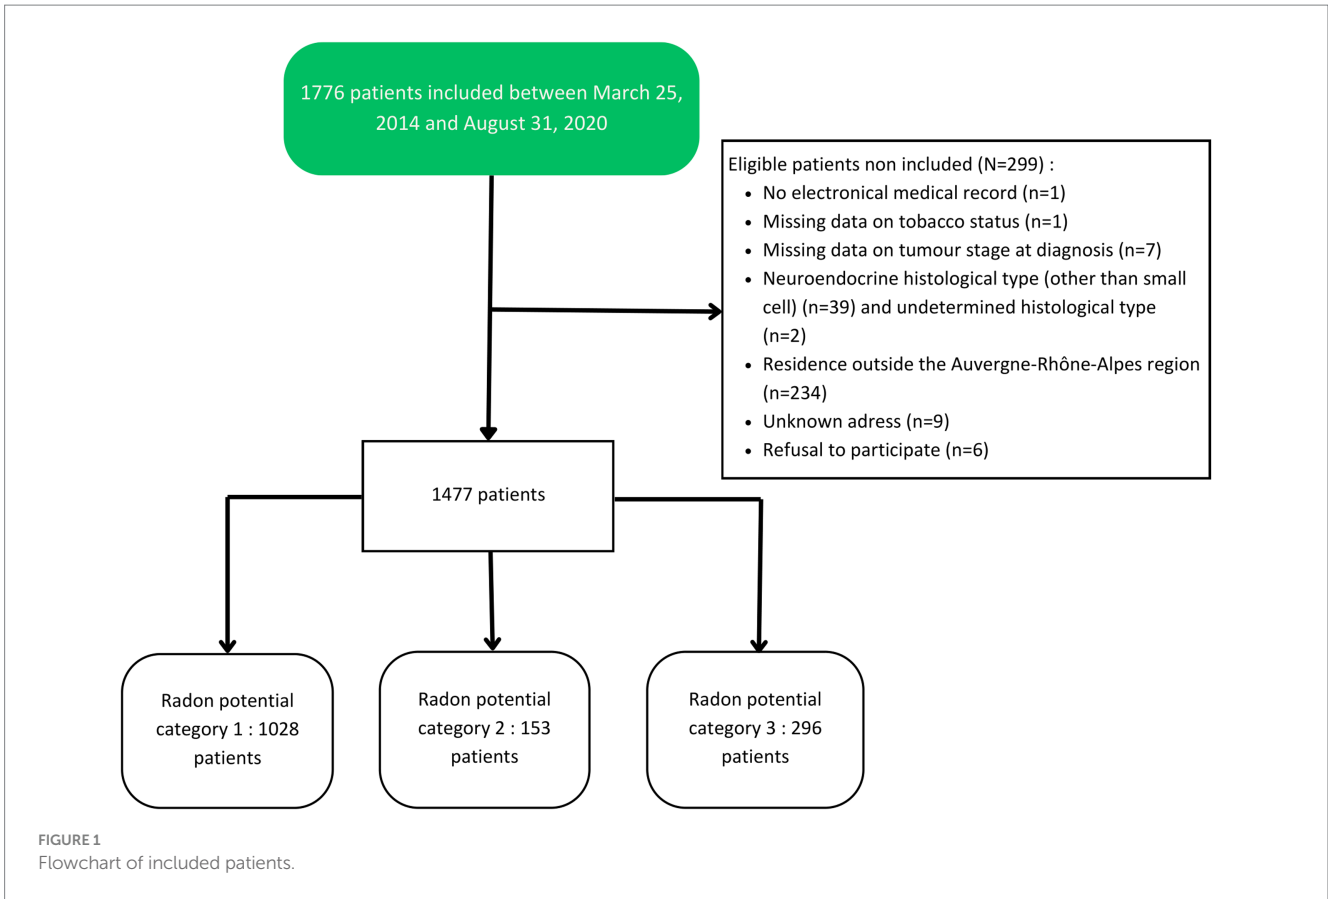 1776 patients included between March 25,
2014 and August 31, 2020
Eligible patients non included (N=299) :
• No electronical medical record (n=1)
• Missing data on tobacco status (n=1)
• Missing data on tumour stage at diagnosis (n=7)
• Neuroendocrine histological type (other than small
cell) (n=39) and undetermined histological type
(n=2)
• Residence outside the Auvergne-Rhône-Alpes region
(n=234)
• Unknown adress (n=9)
• Refusal to participate (n=6)
1477 patients
Radon potential
category 1 : 1028
patients
Radon potential
category 2 : 153
patients
Radon potential
category 3 : 296
patients
FIGURE 1
Flowchart of included patients.